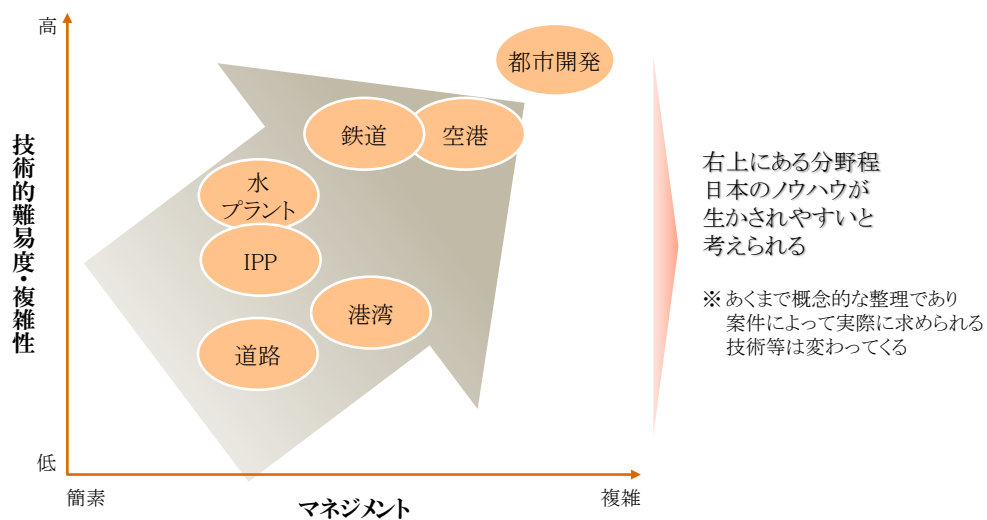 高
都市開発
鉄道
空港
技術的難易度・複雑性
水
プラント
右上にある分野程
日本のノウハウが
生かされやすいと
考えられる
IPP
港湾
※ あくまで概念的な整理であり
案件によって実際に求められる
技術等は変わってくる
道路
低
簡素
マネジメント
複雑